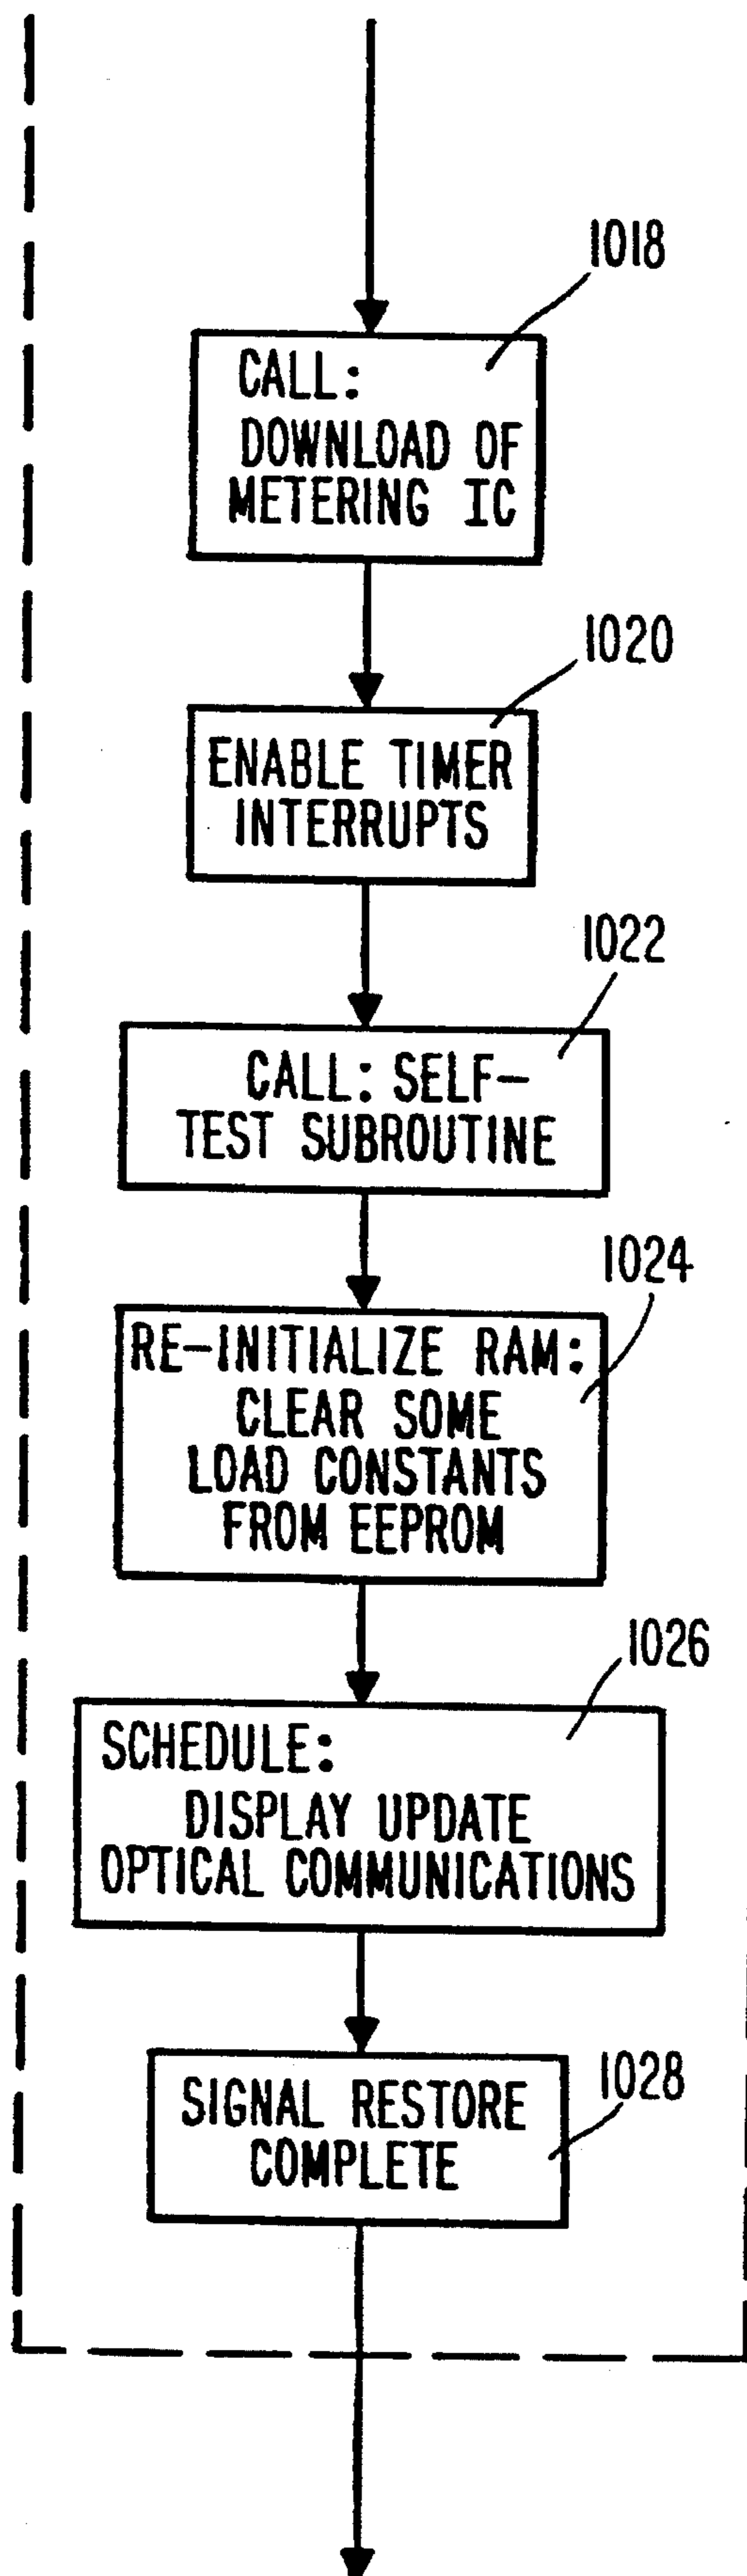 1018
CALL:
DOWNLOAD OF
METERING IC
1020
ENABLE TIMER
INTERRUPTS
1022
CALL: SELF-
TEST SUBROUTINE
1024
RE-INITIALIZE RAM:
CLEAR SOME
LOAD CONSTANTS
FROM EEPROM
1026
SCHEDULE:
DISPLAY UPDATE
OPTICAL COMMUNICATIONS
1028
SIGNAL RESTORE
COMPLETE